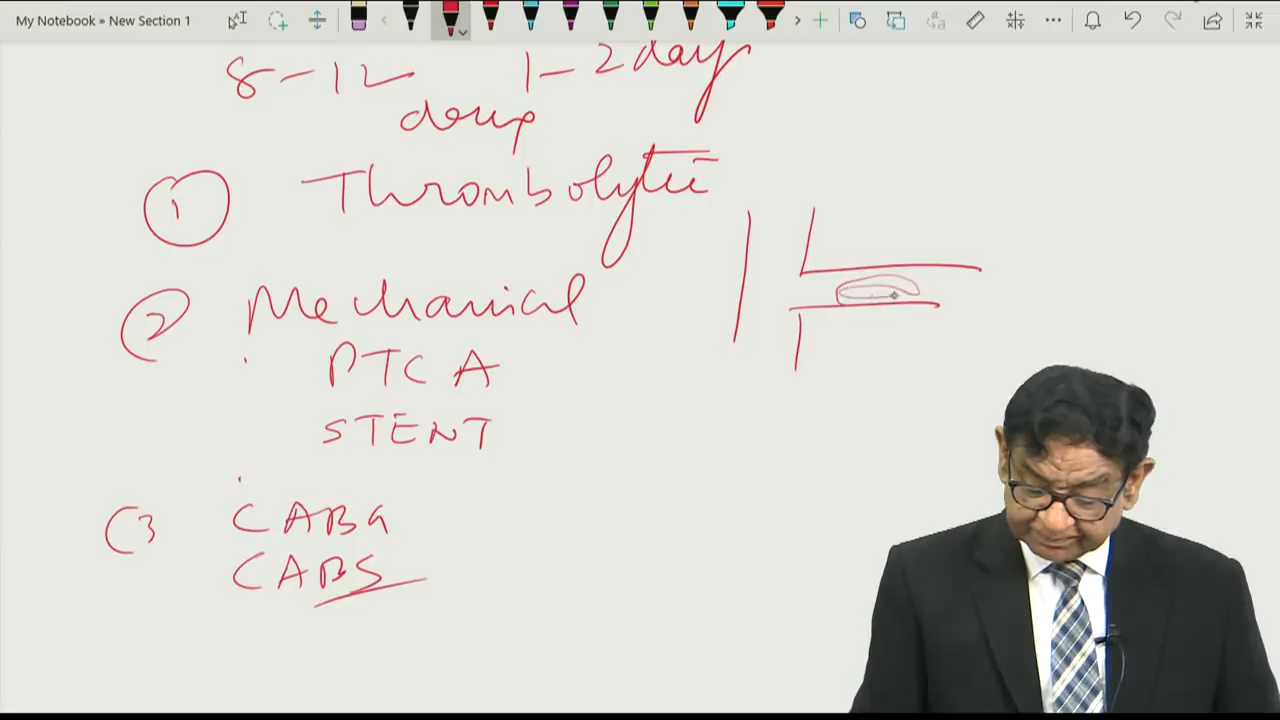 My Notebook » New Section 1
8-12 1-2 day
① Thrombolytic
② Mechanical
PTCA
STENT
(3 CABG
CABS